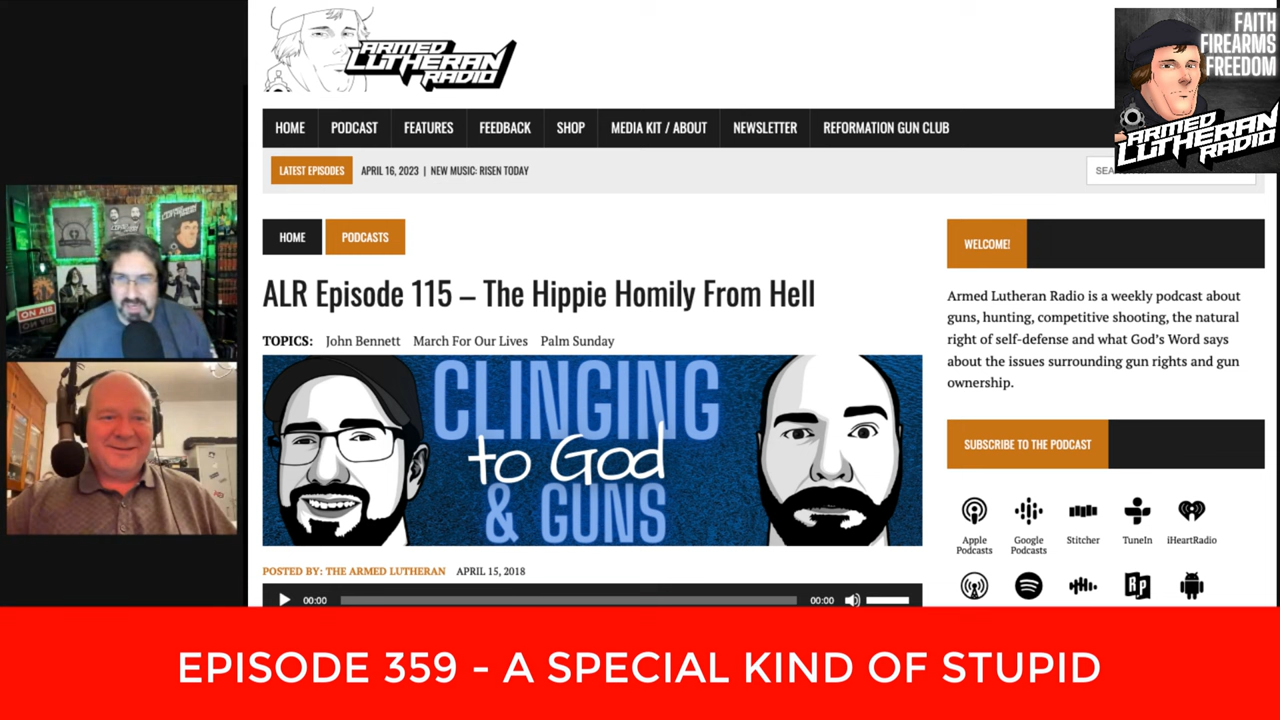 ARMED
LUTHERAN
RADIO
FAITH
FIREARMS
FREEDOM
ARMED
LUTHERAN
RADIO
HOME
PODCAST
FEATURES
FEEDBACK
SHOP
MEDIA KIT / ABOUT
NEWSLETTER
REFORMATION GUN CLUB
LATEST EPISODES
APRIL 16, 2023 | NEW MUSIC: RISEN TODAY
HOME
PODCASTS
ALR Episode 115 – The Hippie Homily From Hell
TOPICS: John Bennett March For Our Lives Palm Sunday
CLINGING
to God
& GUNS
POSTED BY: THE ARMED LUTHERAN APRIL 15, 2018
00:00
00:00
WELCOME!
Armed Lutheran Radio is a weekly podcast about
guns, hunting, competitive shooting, the natural
right of self-defense and what God's Word says
about the issues surrounding gun rights and gun
ownership.
SUBSCRIBE TO THE PODCAST
Apple
Podcasts
Google
Podcasts
Stitcher
TuneIn
iHeartRadio
RP
ON AIR
EPISODE 359 - A SPECIAL KIND OF STUPID